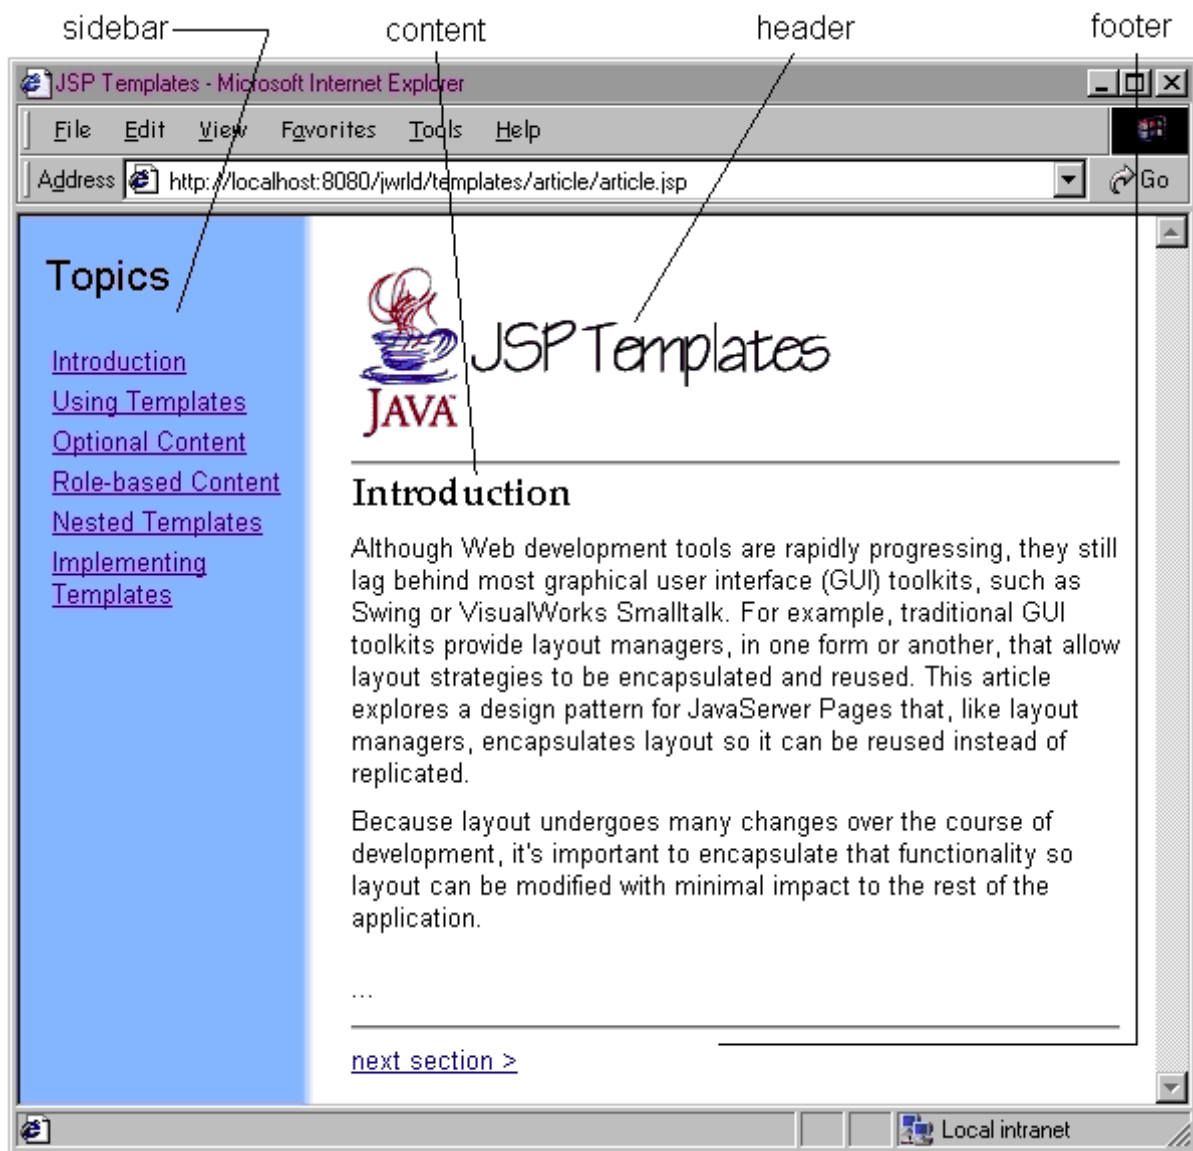 sidebar content header footer
JSP Templates - Microsoft Internet Explorer
File Edit View Favorites Tools Help
Address http://localhost:8080/jwrld/templates/article/article.jsp Go
Topics
Introduction
Using Templates
Optional Content
Role-based Content
Nested Templates
Implementing
Templates
JAVA™
JSP Templates
Introduction
Although Web development tools are rapidly progressing, they still
lag behind most graphical user interface (GUI) toolkits, such as
Swing or VisualWorks Smalltalk. For example, traditional GUI
toolkits provide layout managers, in one form or another, that allow
layout strategies to be encapsulated and reused. This article
explores a design pattern for JavaServer Pages that, like layout
managers, encapsulates layout so it can be reused instead of
replicated.
Because layout undergoes many changes over the course of
development, it's important to encapsulate that functionality so
layout can be modified with minimal impact to the rest of the
application.
...
next section >
Local intranet